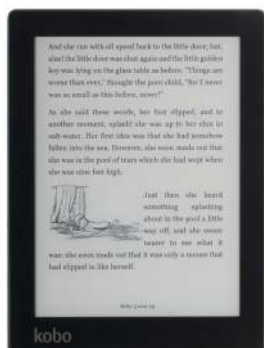 And she ran with all speed back to the little door; but,
alas! the little door was shut again and the little golden
key was lying on the glass table as before. "Things are
worse than ever," thought the poor child, "for I never
was so small as this before, never!"
As she said these words, her foot slipped, and in
another moment, splash! she was up to her chin in
salt-water. Her first idea was that she had somehow
fallen into the sea. However, she soon made out that
she was in the pool of tears which she had wept when
she was nine feet high.
Just then she heard
something splashing
about in the pool a little
way off, and she swam
nearer to see what it
was: she soon made out that it was only a mouse that
had slipped in like herself.
kobo